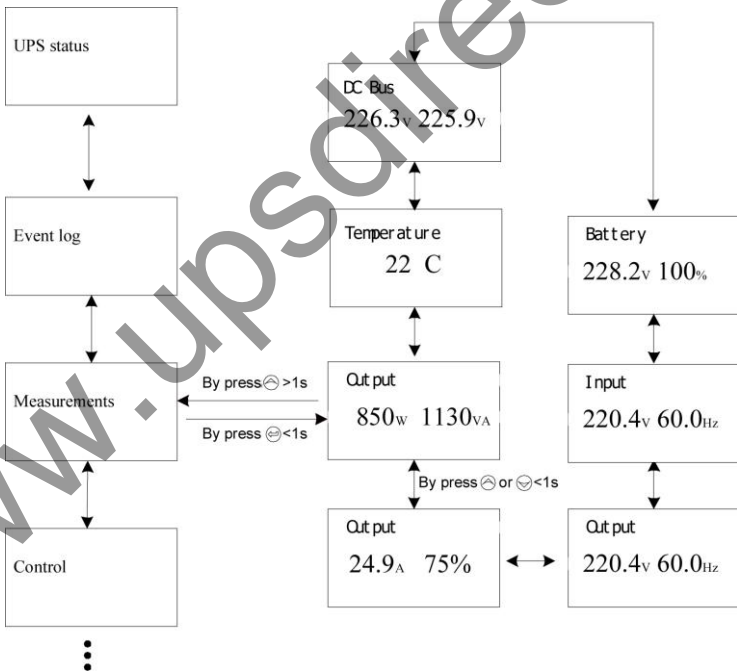 UPS status
Event log
Measurements
Control
By press >1s
By press <1s
DC Bus
226.3V 225.9V
Temperature
22 C
Output
850W 1130VA
By press or <1s
Output
24.9A 75%
Battery
228.2V 100%
Input
220.4V 60.0Hz
Output
220.4V 60.0Hz
www.upsdirec